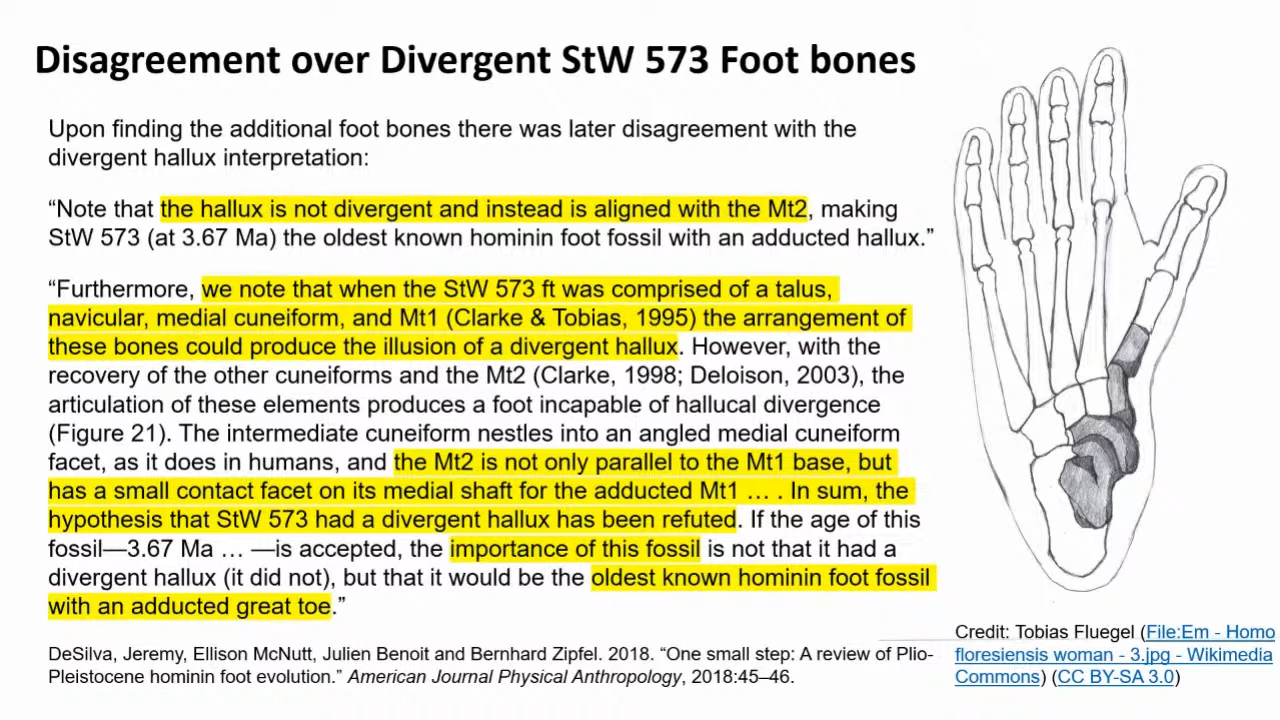 Disagreement over Divergent StW 573 Foot bones
Upon finding the additional foot bones there was later disagreement with the
divergent hallux interpretation:
“Note that the hallux is not divergent and instead is aligned with the Mt2, making
StW 573 (at 3.67 Ma) the oldest known hominin foot fossil with an adducted hallux.”
“Furthermore, we note that when the StW 573 ft was comprised of a talus,
navicular, medial cuneiform, and Mt1 (Clarke & Tobias, 1995) the arrangement of
these bones could produce the illusion of a divergent hallux. However, with the
recovery of the other cuneiforms and the Mt2 (Clarke, 1998; Deloison, 2003), the
articulation of these elements produces a foot incapable of hallucal divergence
(Figure 21). The intermediate cuneiform nestles into an angled medial cuneiform
facet, as it does in humans, and the Mt2 is not only parallel to the Mt1 base, but
has a small contact facet on its medial shaft for the adducted Mt1 … . In sum, the
hypothesis that StW 573 had a divergent hallux has been refuted. If the age of this
fossil—3.67 Ma … —is accepted, the importance of this fossil is not that it had a
divergent hallux (it did not), but that it would be the oldest known hominin foot fossil
with an adducted great toe.”
DeSilva, Jeremy, Ellison McNutt, Julien Benoit and Bernhard Zipfel. 2018. “One small step: A review of Plio-
Pleistocene hominin foot evolution.” American Journal Physical Anthropology, 2018:45–46.
Credit: Tobias Fluegel (File:Em - Homo
floresiensis woman - 3.jpg - Wikimedia
Commons) (CC BY-SA 3.0)